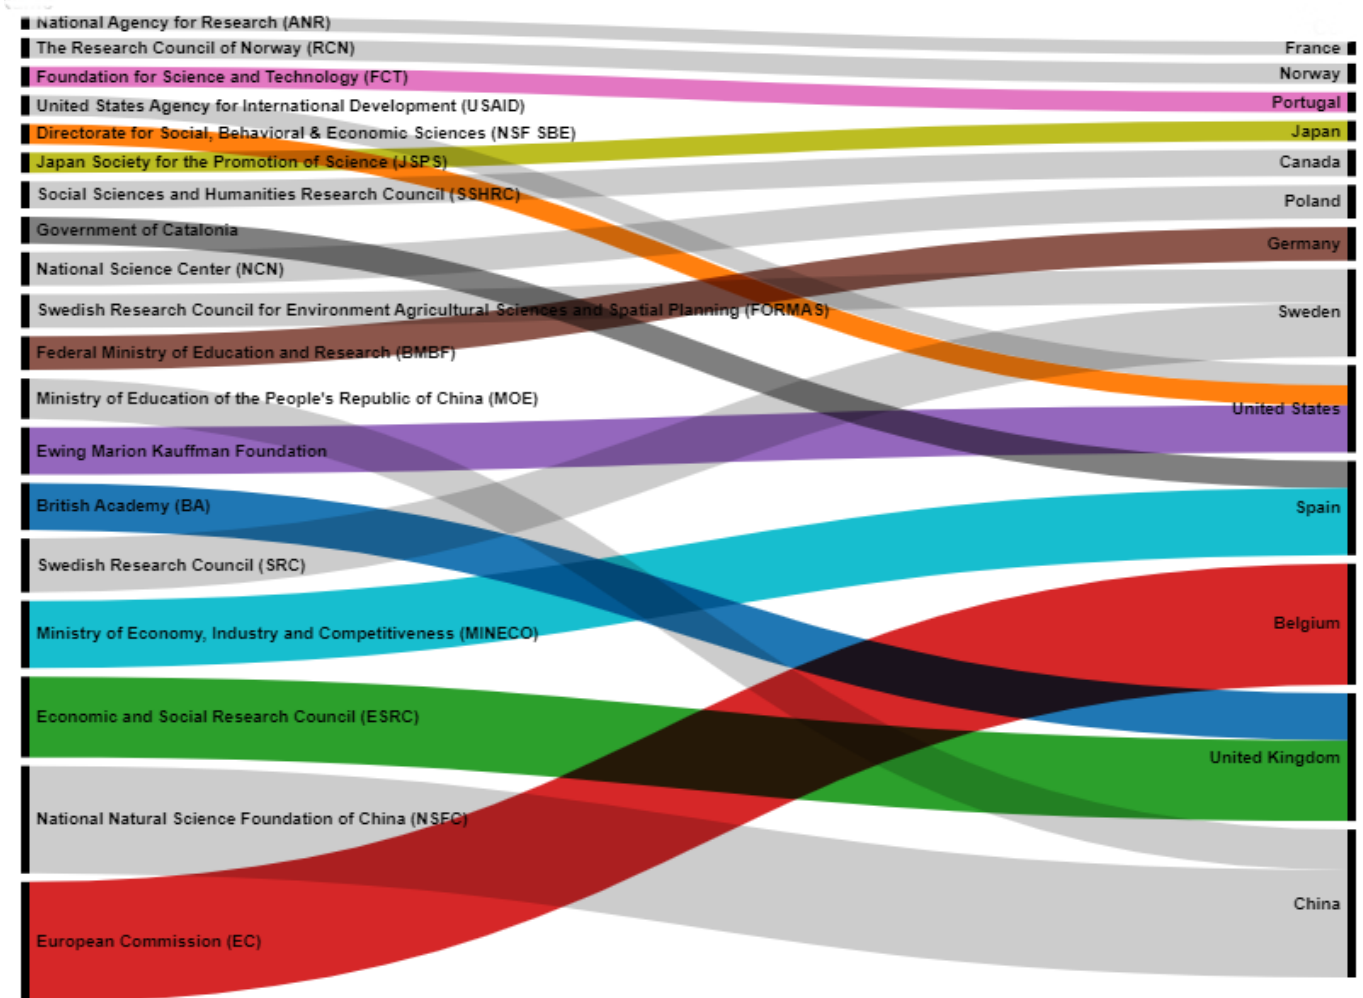 National Agency for Research (ANR)
The Research Council of Norway (RCN)
Foundation for Science and Technology (FCT)
United States Agency for International Development (USAID)
Directorate for Social, Behavioral & Economic Sciences (NSF SBE)
Japan Society for the Promotion of Science (JSPS)
Social Sciences and Humanities Research Council (SSHRC)
Government of Catalonia
National Science Center (NCN)
Swedish Research Council for Environment Agricultural Sciences and Spatial Planning (FORMAS)
Federal Ministry of Education and Research (BMBF)
Ministry of Education of the People's Republic of China (MOE)
Ewing Marion Kauffman Foundation
British Academy (BA)
Swedish Research Council (SRC)
Ministry of Economy, Industry and Competitiveness (MINECO)
Economic and Social Research Council (ESRC)
National Natural Science Foundation of China (NSFC)
European Commission (EC)
France
Norway
Portugal
Japan
Canada
Poland
Germany
Sweden
United States
Spain
Belgium
United Kingdom
China